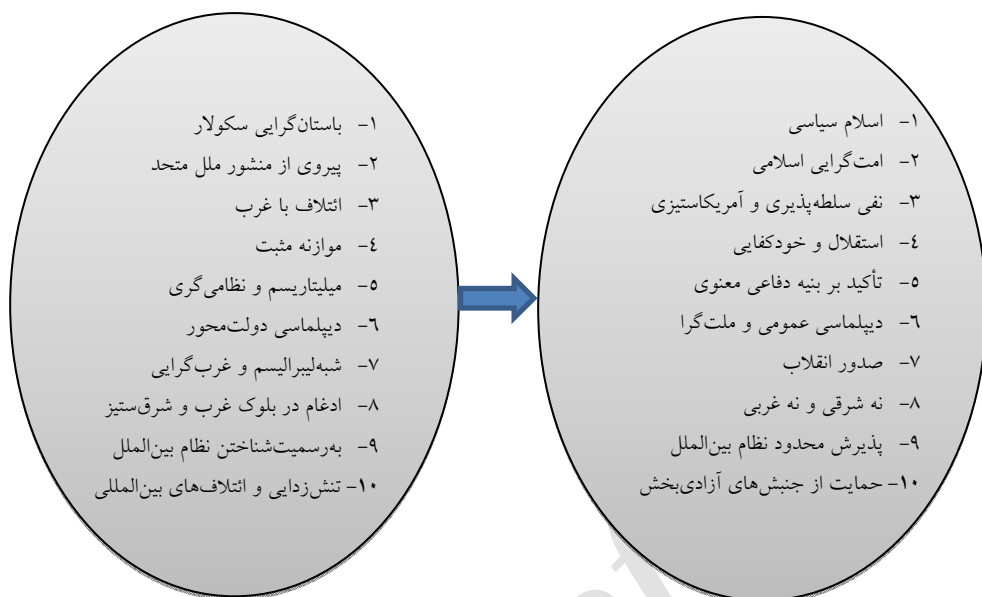 ۱- باستان‌گرایی سکولار
۲- پیروی از منشور ملل متحد
۳- ائتلاف با غرب
٤- موازنه مثبت
٥- میلیتاریسم و نظامی‌گری
٦- دیپلماسی دولت‌محور
۷- شبه‌لیبرالیسم و غرب‌گرایی
۸- ادغام در بلوک غرب و شرق‌ستیز
۹- به‌رسمیت‌شناختن نظام بین‌الملل
۱۰- تنش‌زدایی و ائتلاف‌های بین‌المللی
۱- اسلام سیاسی
۲- امت‌گرایی اسلامی
۳- نفی سلطه‌پذیری و آمریکاستیزی
٤- استقلال و خودکفایی
٥- تأکید بر بنیه دفاعی معنوی
٦- دیپلماسی عمومی و ملت‌گرا
۷- صدور انقلاب
۸- نه شرقی و نه غربی
۹- پذیرش محدود نظام بین‌الملل
۱۰- حمایت از جنبش‌های آزادی‌بخش